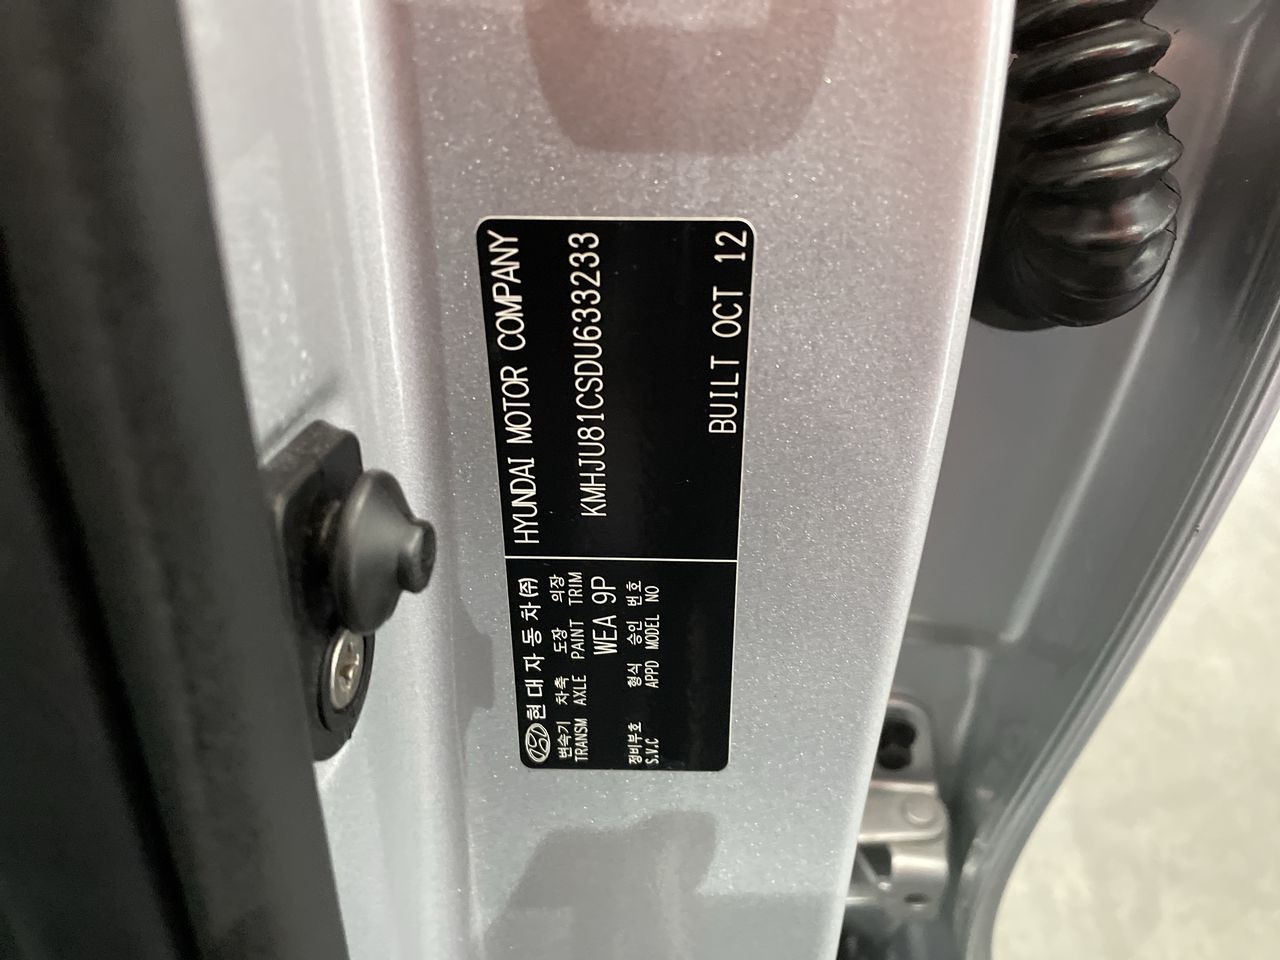 현대자동차(주) HYUNDAI MOTOR COMPANY
변속기 차축 도장 의장
TRANSM AXLE PAINT TRIM
KMHJU81CSDU633233
WEA 9P
정비부호 형식 승인 번호
S.V.C APPD MODEL NO
BUILT OCT 12